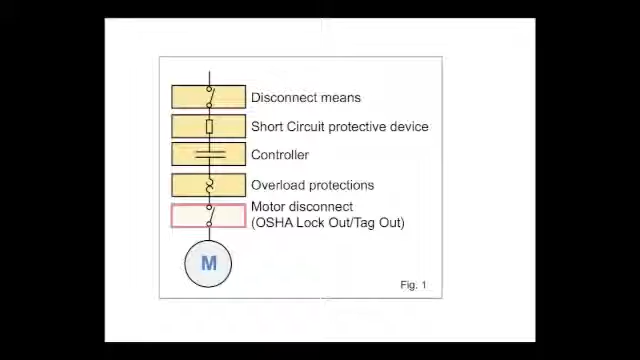 Disconnect means
Short Circuit protective device
Controller
Overload protections
Motor disconnect
(OSHA Lock Out/Tag Out)
M
Fig. 1